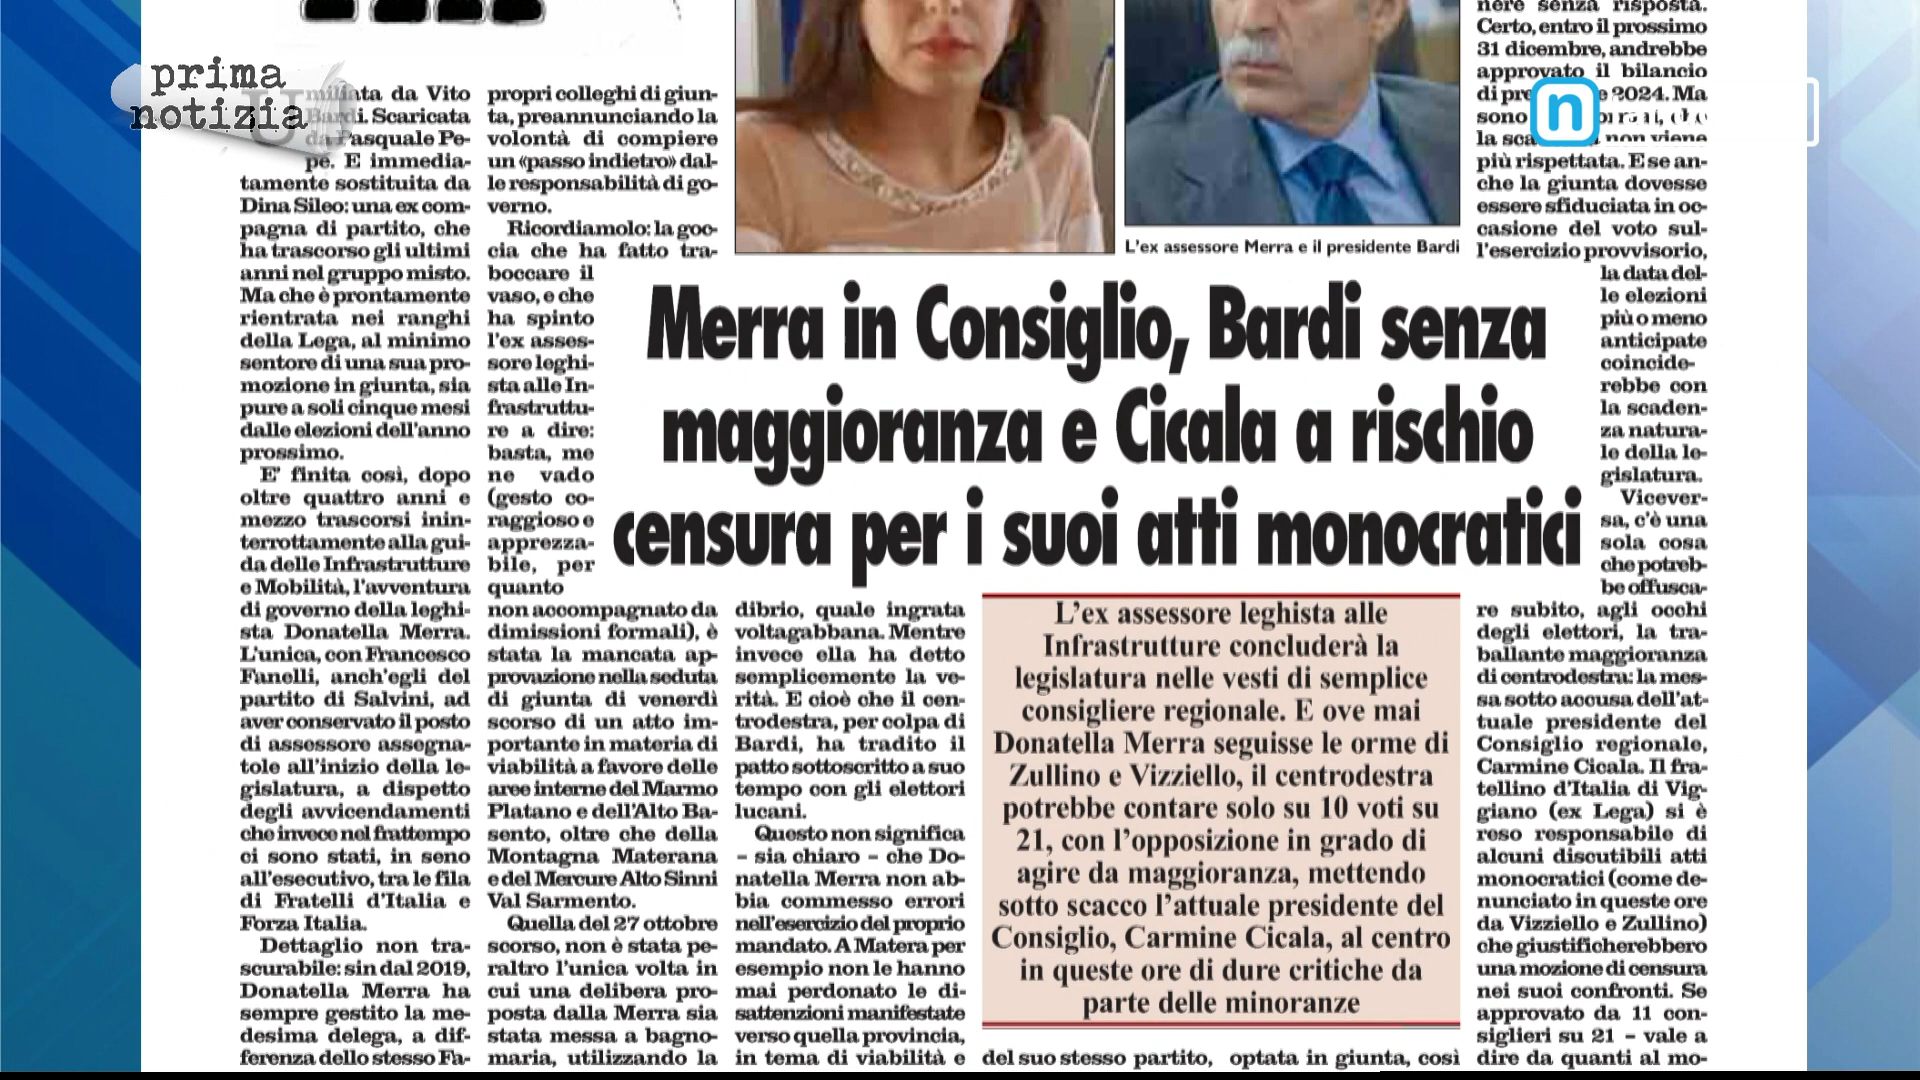 prima
notizia
miliata da Vito
Bardi. Scaricata
da Pasquale Pe-
pe. E immedia-
tamente sostituita da
Dina Sileo: una ex com-
pagna di partito, che
ha trascorso gli ultimi
anni nel gruppo misto.
Ma che è prontamente
rientrata nei ranghi
della Lega, al minimo
sentore di una sua pro-
mozione in giunta, sia
pure a soli cinque mesi
dalle elezioni dell'anno
prossimo.
E' finita così, dopo
oltre quattro anni e
mezzo trascorsi inin-
terrottamente alla gui-
da delle Infrastrutture
e Mobilità, l'avventura
di governo della leghi-
sta Donatella Merra.
L'unica, con Francesco
Fanelli, anch'egli del
partito di Salvini, ad
aver conservato il posto
di assessore assegna-
tole all'inizio della le-
gislatura, a dispetto
degli avvicendamenti
che invece nel frattempo
ci sono stati, in seno
all'esecutivo, tra le fila
di Fratelli d'Italia e
Forza Italia.
Dettaglio non tra-
scurabile: sin dal 2019,
Donatella Merra ha
sempre gestito la me-
desima delega, a dif-
ferenza dello stesso Fa-
propri colleghi di giun-
ta, preannunciando la
volontà di compiere
un «passo indietro» dal-
le responsabilità di go-
verno.
Ricordiamolo: la goc-
cia che ha fatto tra-
boccare il
vaso, e che
ha spinto
l'ex asses-
sore leghi-
sta alle In-
frastruttu-
re a dire:
basta, me
ne vado
(gesto co-
raggioso e
apprezza-
bile, per
quanto
non accompagnato da
dimissioni formali), è
stata la mancata ap-
provazione nella seduta
di giunta di venerdì
scorso di un atto im-
portante in materia di
viabilità a favore delle
aree interne del Marmo
Platano e dell'Alto Ba-
sento, oltre che della
Montagna Materana
e del Mercure Alto Sinni
Val Sarmento.
Quella del 27 ottobre
scorso, non è stata pe-
raltro l'unica volta in
cui una delibera pro-
posta dalla Merra sia
stata messa a bagno-
maria, utilizzando la
L'ex assessore Merra e il presidente Bardi
Merra in Consiglio, Bardi senza
maggioranza e Cicala a rischio
censura per i suoi atti monocratici
dibrio, quale ingrata
voltagabbana. Mentre
invece ella ha detto
semplicemente la ve-
rità. E cioè che il cen-
trodestra, per colpa di
Bardi, ha tradito il
patto sottoscritto a suo
tempo con gli elettori
lucani.
Questo non significa
– sia chiaro – che Do-
natella Merra non ab-
bia commesso errori
nell'esercizio del proprio
mandato. A Matera per
esempio non le hanno
mai perdonato le di-
sattenzioni manifestate
verso quella provincia,
in tema di viabilità e
L'ex assessore leghista alle
Infrastrutture concluderà la
legislatura nelle vesti di semplice
consigliere regionale. E ove mai
Donatella Merra seguisse le orme di
Zullino e Vizziello, il centrodestra
potrebbe contare solo su 10 voti su
21, con l'opposizione in grado di
agire da maggioranza, mettendo
sotto scacco l'attuale presidente del
Consiglio, Carmine Cicala, al centro
in queste ore di dure critiche da
parte delle minoranze
del suo stesso partito,
optata in giunta, così
nere senza risposta.
Certo, entro il prossimo
31 dicembre, andrebbe
approvato il bilancio
di pre e 2024. Ma
sono
la sca non viene
più rispettata. E se an-
che la giunta dovesse
essere sfiduciata in oc-
casione del voto sul-
l'esercizio provvisorio,
la data del-
le elezioni
più o meno
anticipate
coincide-
rebbe con
la scaden-
za natura-
le della le-
gislatura.
Vicever-
sa, c'è una
sola cosa
che potreb-
be offusca-
re subito, agli occhi
degli elettori, la tra-
ballante maggioranza
di centrodestra: la mes-
sa sotto accusa dell'at-
tuale presidente del
Consiglio regionale,
Carmine Cicala. Il fra-
tellino d'Italia di Vig-
giano (ex Lega) si è
reso responsabile di
alcuni discutibili atti
monocratici (come de-
nunciato in queste ore
da Vizziello e Zullino)
che giustificherebbero
una mozione di censura
nei suoi confronti. Se
approvato da 11 con-
siglieri su 21 – vale a
dire da quanti al mo-
n